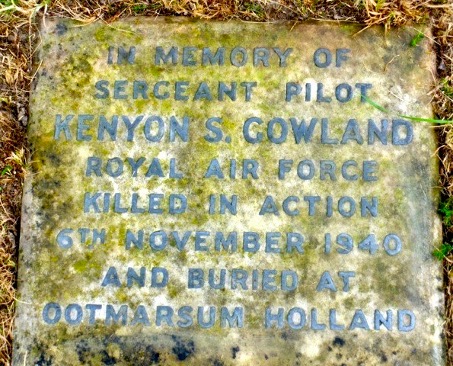 IN MEMORY OF
SERGEANT PILOT
KENYON S. GOWLAND
ROYAL AIR FORCE
KILLED IN ACTION
6TH NOVEMBER 1940
AND BURIED AT
OOTMARSUM HOLLAND